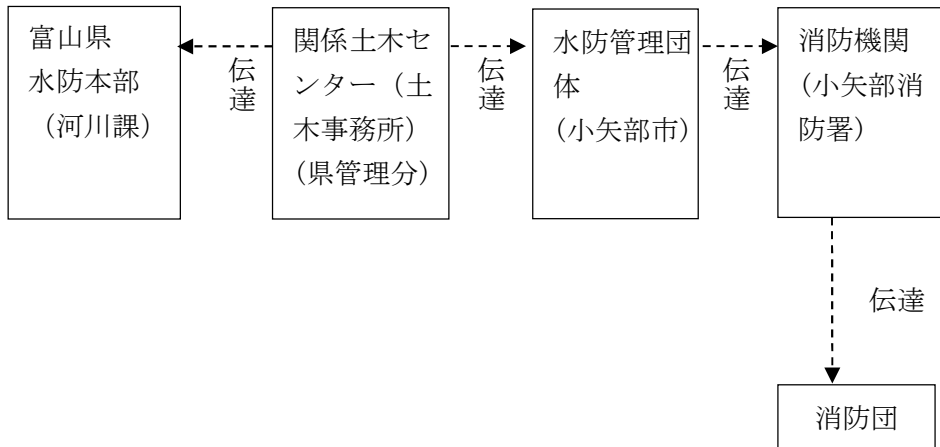 富山県
水防本部
（河川課）
伝達
関係土木セ
ンター（土
木事務所）
（県管理分）
伝達
水防管理団
体
（小矢部市）
伝達
消防機関
（小矢部消
防署）
伝達
消防団